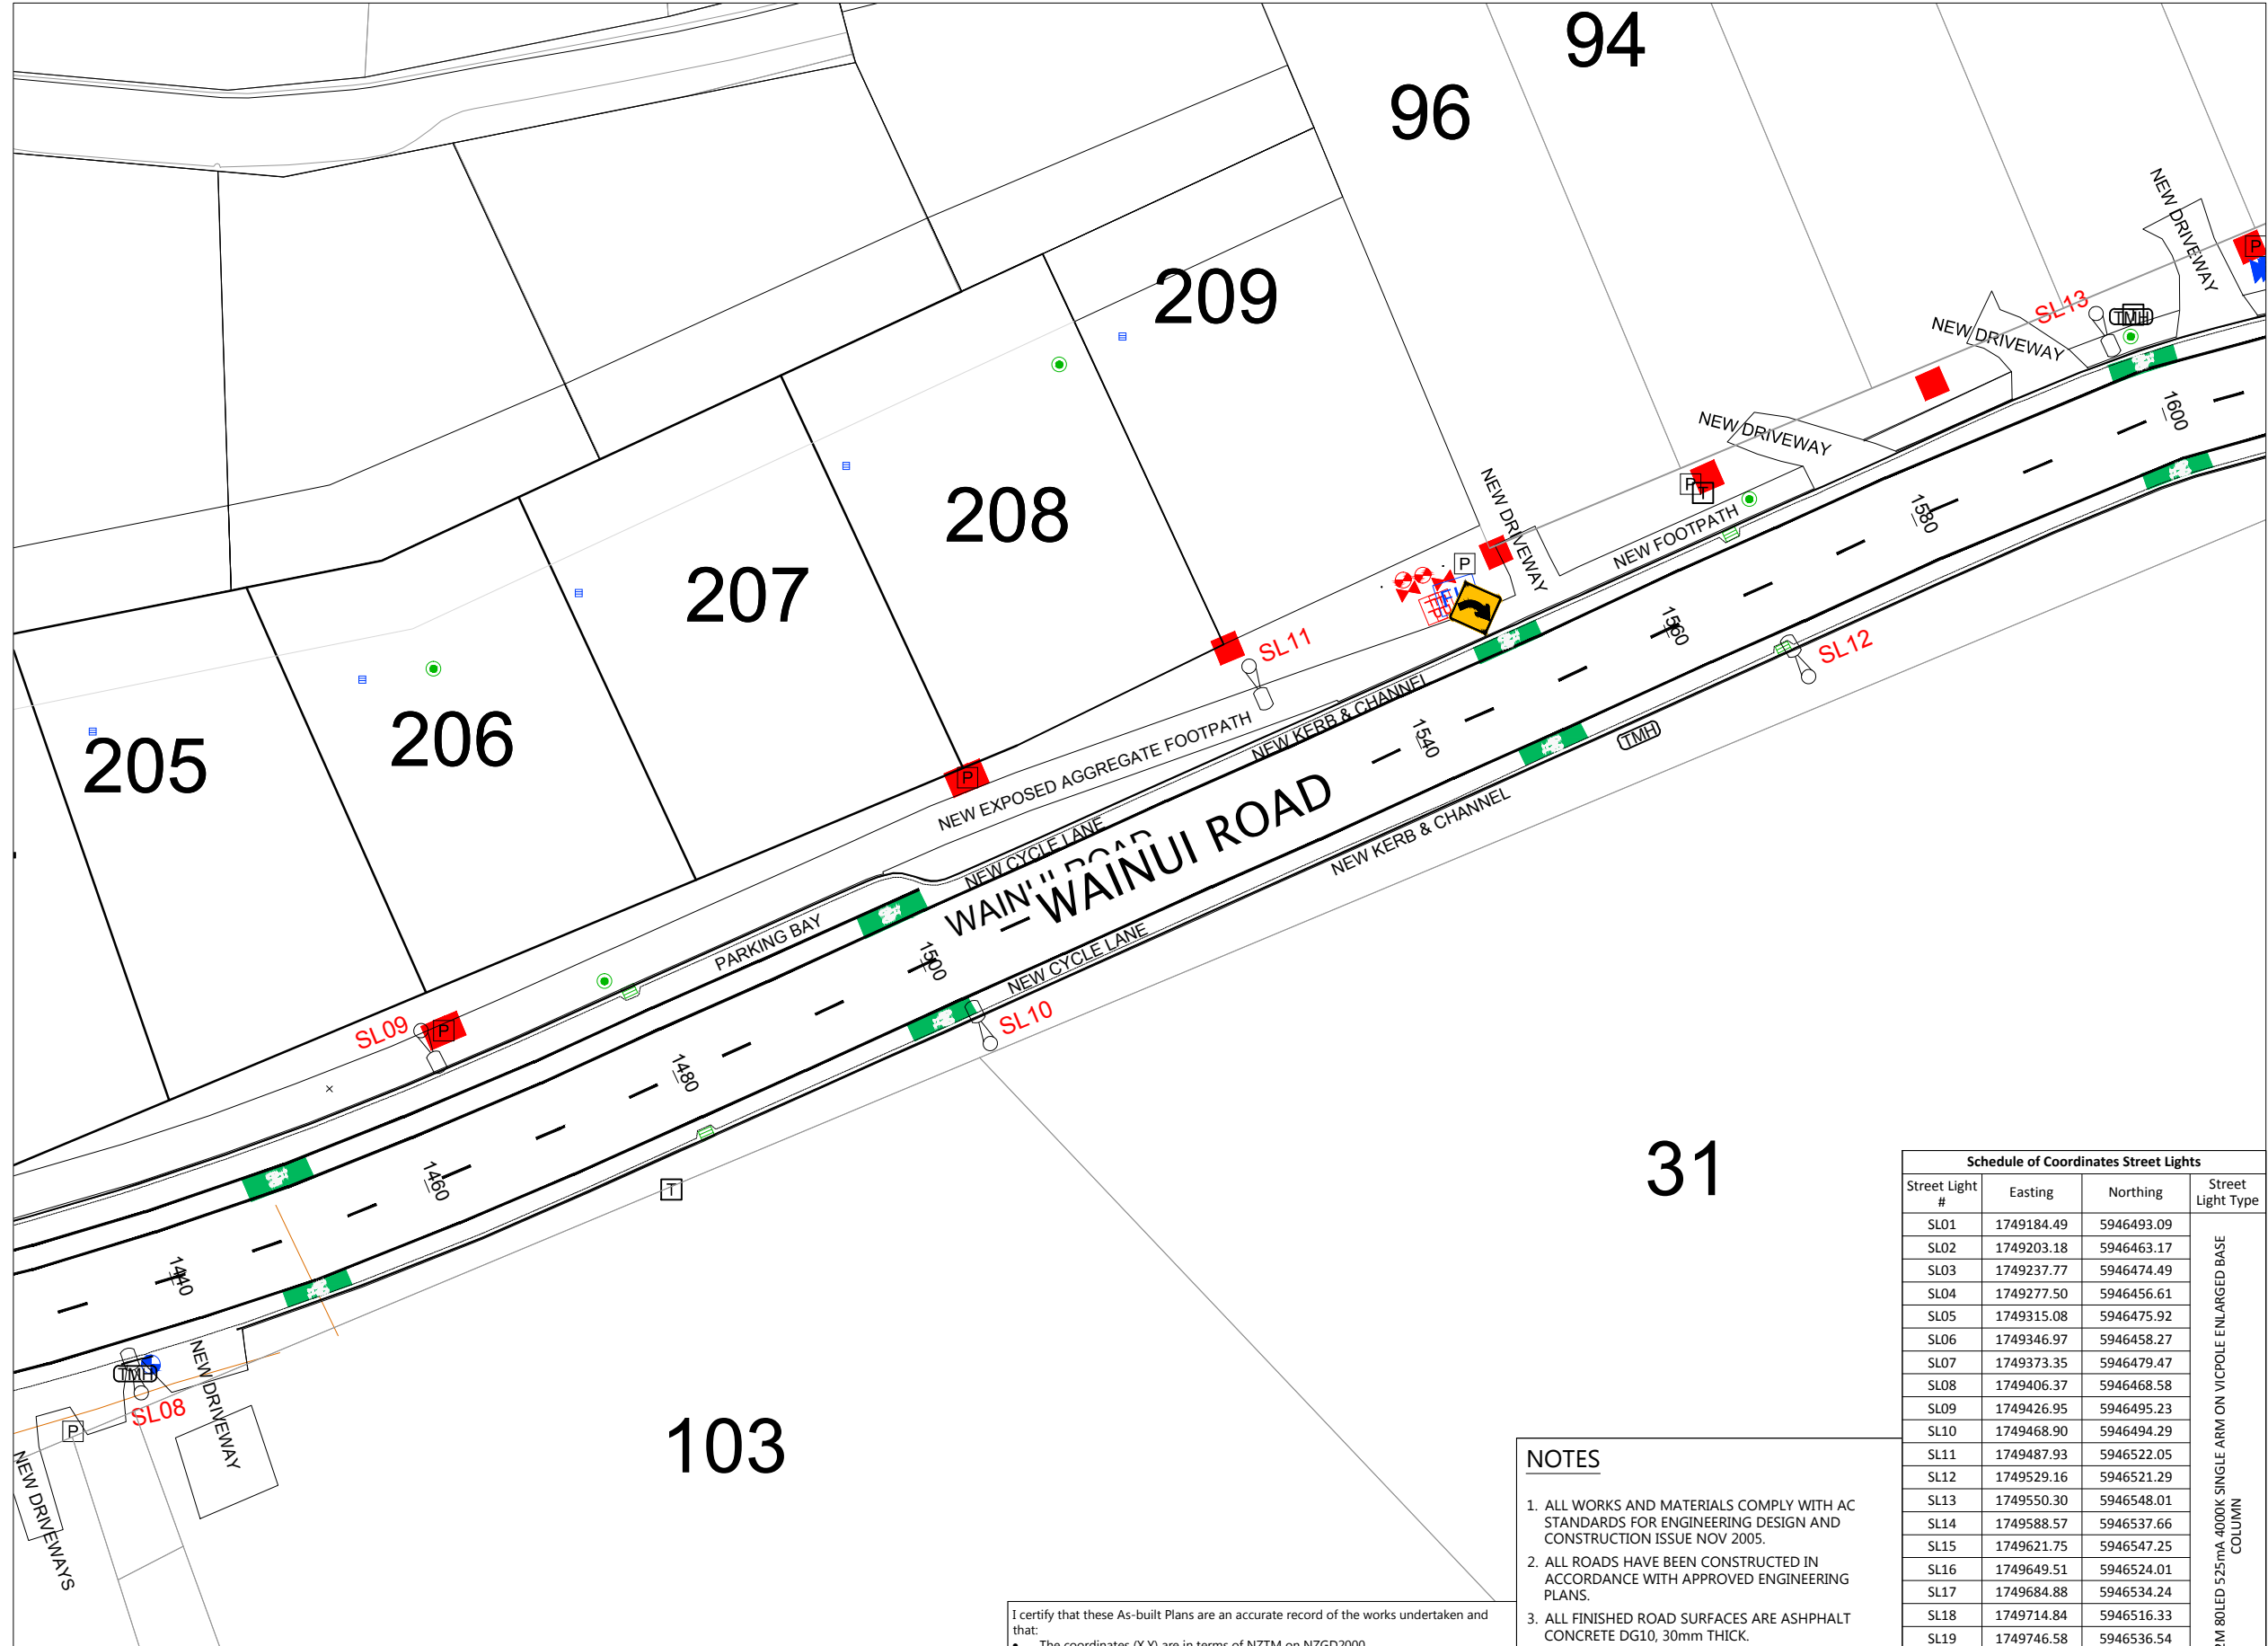 94
96
209
208
207
206
205
31
103
NEW DRIVEWAY
NEW DRIVEWAY
NEW DRIVEWAY
NEW DRIVEWAY
NEW FOOTPATH
SL13
TMH
P
P
P
SL11
SL12
TMH
1600
1580
1560
1540
1500
1480
1460
1440
NEW KERB & CHANNEL
NEW EXPOSED AGGREGATE FOOTPATH
NEW CYCLE LANE
WAINUI ROAD
NEW KERB & CHANNEL
PARKING BAY
NEW CYCLE LANE
P
SL09
P
SL10
T
TMH
SL08
P
NEW DRIVEWAY
NEW DRIVEWAYS
Schedule of Coordinates Street Lights
Street Light # Easting Northing Street Light Type
SL01 1749184.49 5946493.09
SL02 1749203.18 5946463.17
SL03 1749237.77 5946474.49
SL04 1749277.50 5946456.61
SL05 1749315.08 5946475.92
SL06 1749346.97 5946458.27
SL07 1749373.35 5946479.47
SL08 1749406.37 5946468.58
SL09 1749426.95 5946495.23
SL10 1749468.90 5946494.29
SL11 1749487.93 5946522.05
SL12 1749529.16 5946521.29
SL13 1749550.30 5946548.01
SL14 1749588.57 5946537.66
SL15 1749621.75 5946547.25
SL16 1749649.51 5946524.01
SL17 1749684.88 5946534.24
SL18 1749714.84 5946516.33
SL19 1749746.58 5946536.54
80LED 525mA 4000K SINGLE ARM ON VICPOLE ENLARGED BASE
COLUMN
NOTES
1. ALL WORKS AND MATERIALS COMPLY WITH AC
STANDARDS FOR ENGINEERING DESIGN AND
CONSTRUCTION ISSUE NOV 2005.
2. ALL ROADS HAVE BEEN CONSTRUCTED IN
ACCORDANCE WITH APPROVED ENGINEERING
PLANS.
3. ALL FINISHED ROAD SURFACES ARE ASHPHALT
CONCRETE DG10, 30mm THICK.
I certify that these As-built Plans are an accurate record of the works undertaken and
that:
• The coordinates (X,Y) are in terms of NZTM on NZGD2000